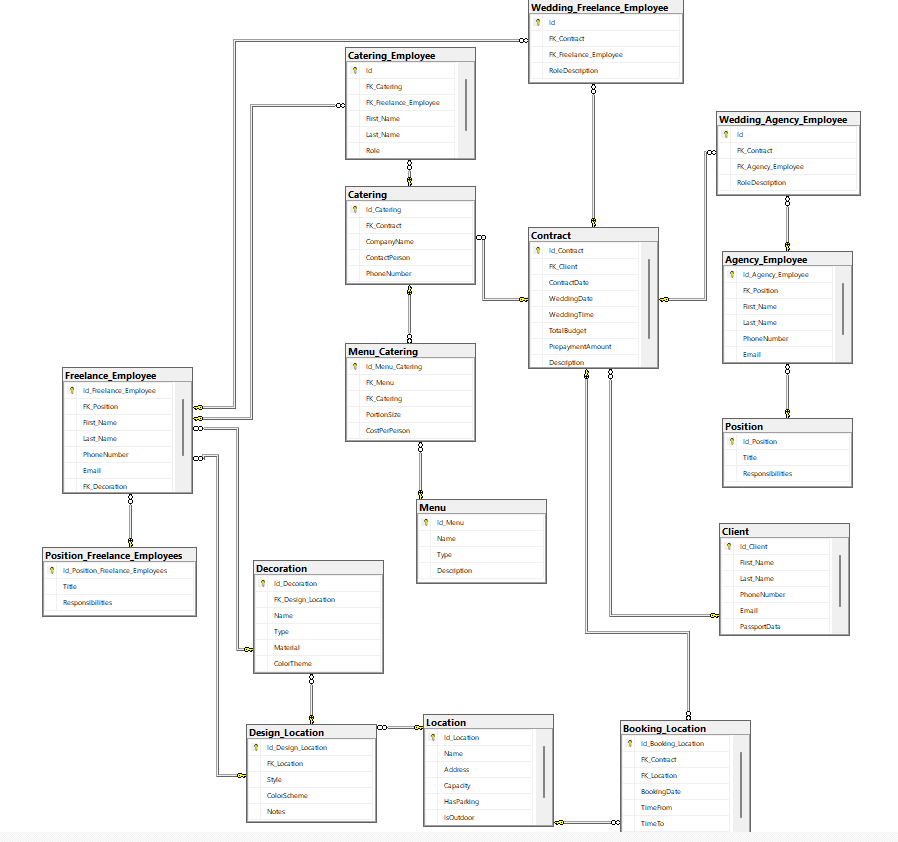 Wedding_Freelance_Employee
Id
FK_Contract
FK_Freelance_Employee
RoleDescription
Catering_Employee
Id
FK_Catering
FK_Freelance_Employee
First_Name
Last_Name
Role
Wedding_Agency_Employee
Id
FK_Contract
FK_Agency_Employee
RoleDescription
Catering
Id_Catering
FK_Contract
CompanyName
ContactPerson
PhoneNumber
Contract
Id_Contract
FK_Client
ContractDate
WeddingDate
WeddingTime
TotalBudget
PrepaymentAmount
Description
Agency_Employee
Id_Agency_Employee
FK_Position
First_Name
Last_Name
PhoneNumber
Email
Menu_Catering
Id_Menu_Catering
FK_Menu
FK_Catering
PortionSize
CostPerPerson
Freelance_Employee
Id_Freelance_Employee
FK_Position
First_Name
Last_Name
PhoneNumber
Email
FK_Decoration
Position
Id_Position
Title
Responsibilities
Menu
Id_Menu
Name
Type
Description
Position_Freelance_Employees
Id_Position_Freelance_Employees
Title
Responsibilities
Client
Id_Client
First_Name
Last_Name
PhoneNumber
Email
PassportData
Decoration
Id_Decoration
FK_Design_Location
Name
Type
Material
ColorTheme
Design_Location
Id_Design_Location
FK_Location
Style
ColorScheme
Notes
Location
Id_Location
Name
Address
Capacity
HasParking
IsOutdoor
Booking_Location
Id_Booking_Location
FK_Contract
FK_Location
BookingDate
TimeFrom
TimeTo